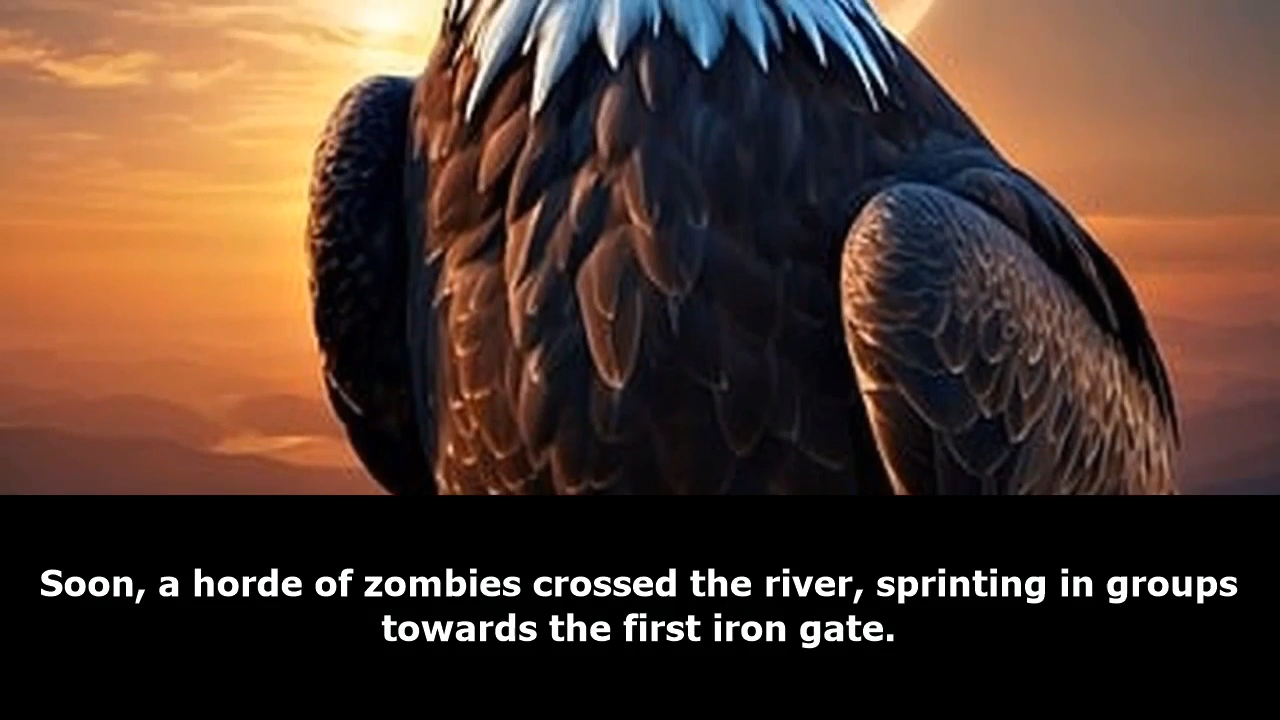 Soon, a horde of zombies crossed the river, sprinting in groups
towards the first iron gate.